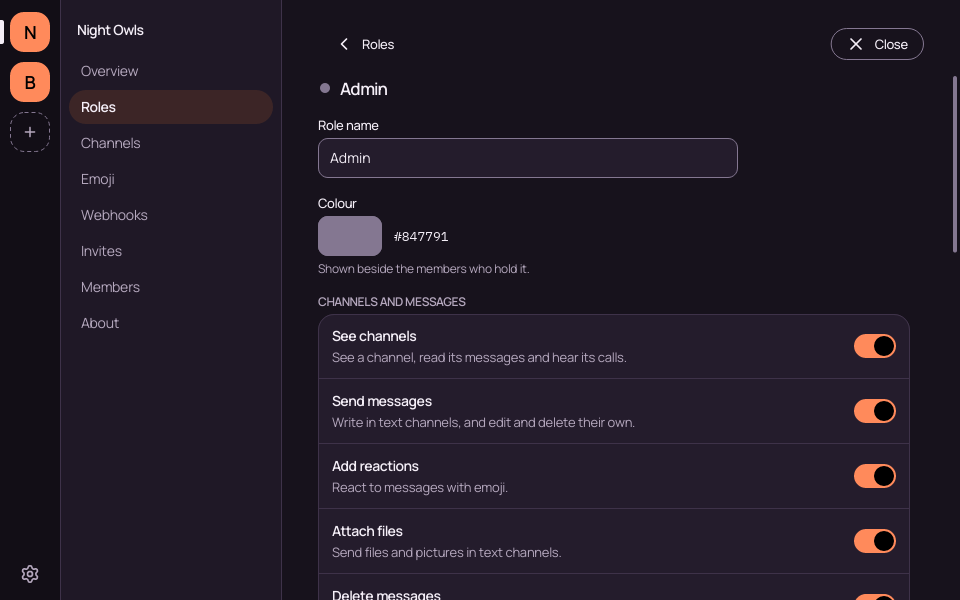 N
Night Owls
B
Overview
Roles
Channels
Emoji
Webhooks
Invites
Members
About
Roles
Close
Admin
Role name
Admin
Colour
#847791
Shown beside the members who hold it.
CHANNELS AND MESSAGES
See channels
See a channel, read its messages and hear its calls.
Send messages
Write in text channels, and edit and delete their own.
Add reactions
React to messages with emoji.
Attach files
Send files and pictures in text channels.
Delete messages